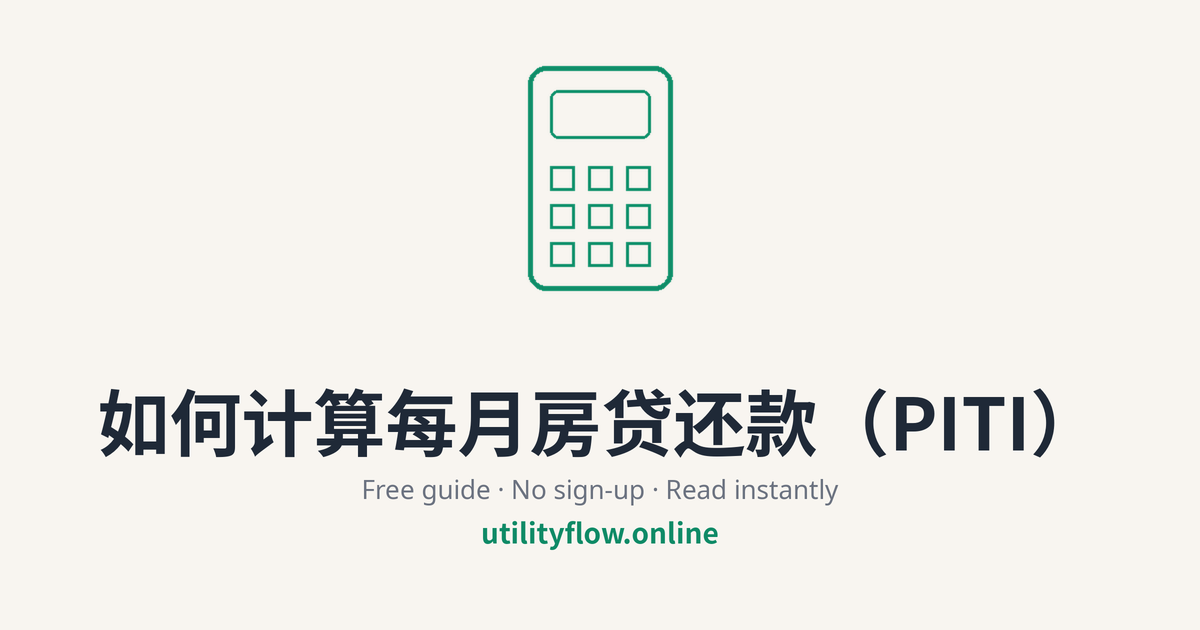 如何计算每月房贷还款（PITI）
Free guide · No sign-up · Read instantly
utilityflow.online